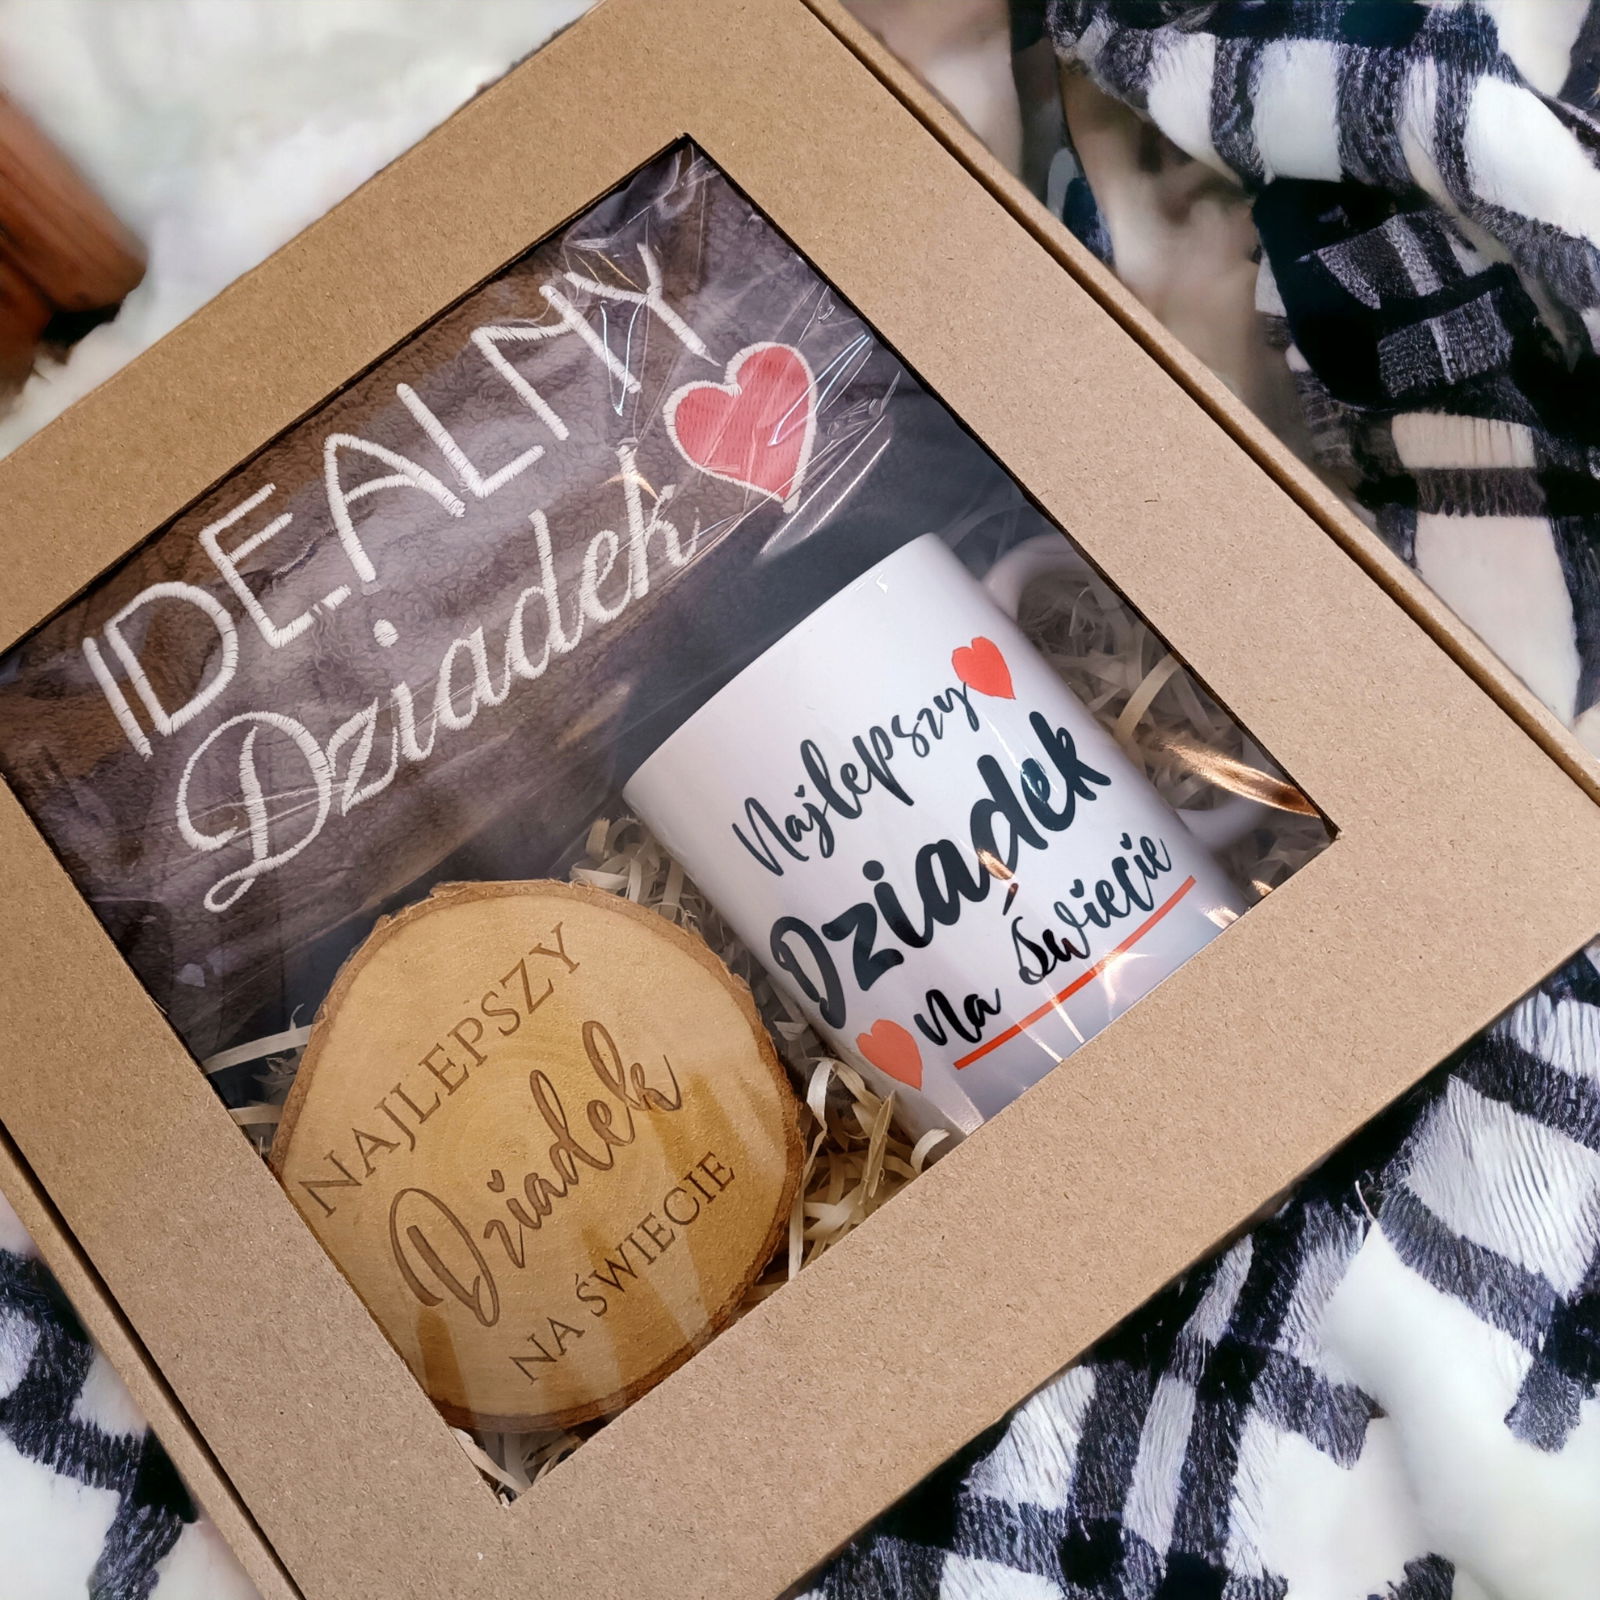 IDEALNY
Dziadek
Najlepszy
Dziadek
na świecie
NAJLEPSZY
Dziadek
NA ŚWIECIE